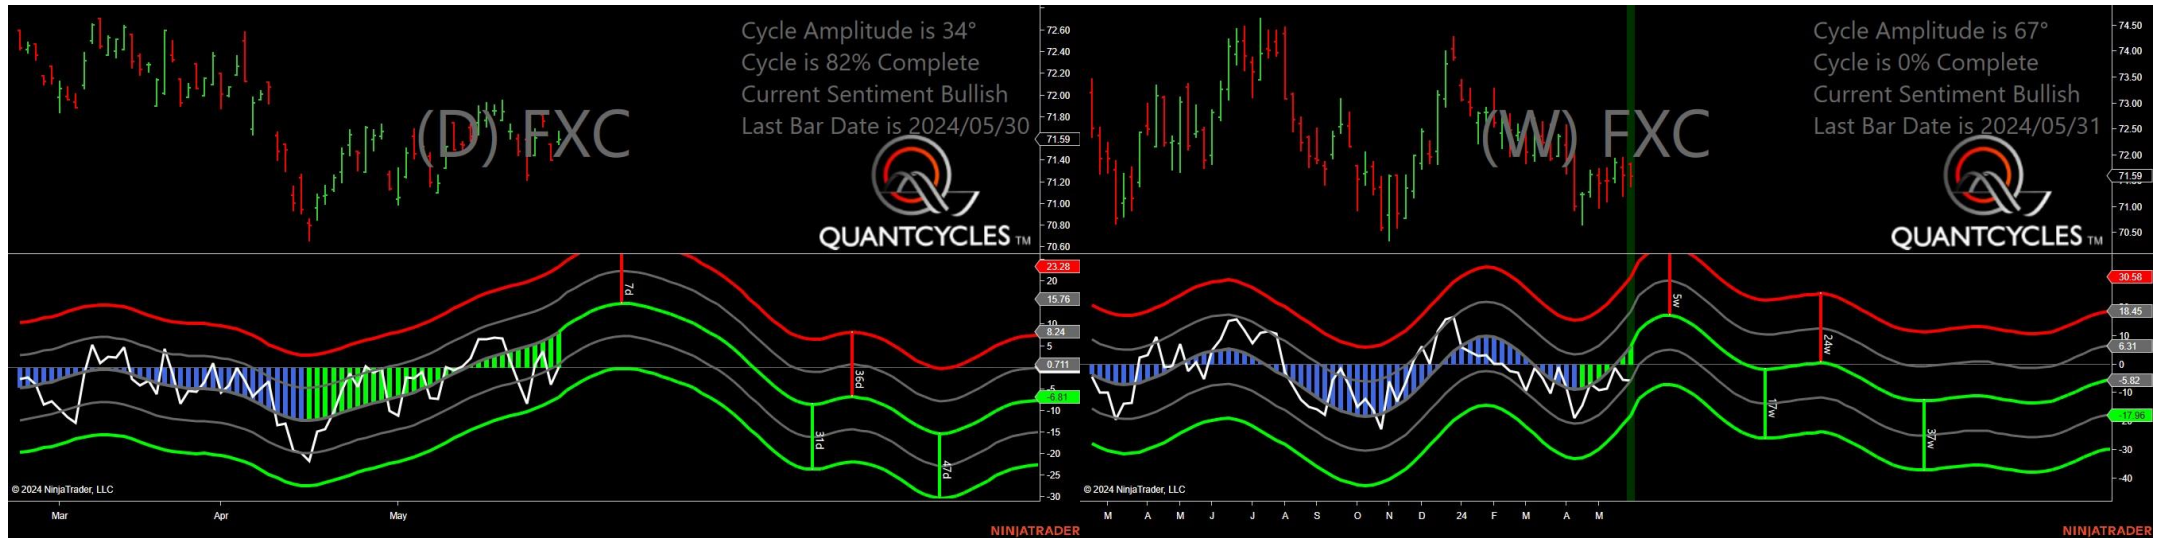 Cycle Amplitude is 34°
Cycle is 82% Complete
Current Sentiment Bullish
Last Bar Date is 2024/05/30
(D) FXC
QUANTCYCLES TM
72.60
72.40
72.20
72.00
71.80
71.59
71.40
71.20
71.00
70.80
70.60
23.28
20
15.76
10
8.24
5
0.711
-5
-6.81
-10
-15
-20
-25
-30
7d
36d
31d
47d
© 2024 NinjaTrader, LLC
Mar
Apr
May
NINJATRADER
Cycle Amplitude is 67°
Cycle is 0% Complete
Current Sentiment Bullish
Last Bar Date is 2024/05/31
(W) FXC
QUANTCYCLES TM
74.50
74.00
73.50
73.00
72.50
72.00
71.59
71.00
70.50
30.58
18.45
10
6.31
0
-5.82
-10
-17.96
-30
-40
5w
24w
17w
37w
© 2024 NinjaTrader, LLC
M A M J J A S O N D 24 F M A M
NINJATRADER